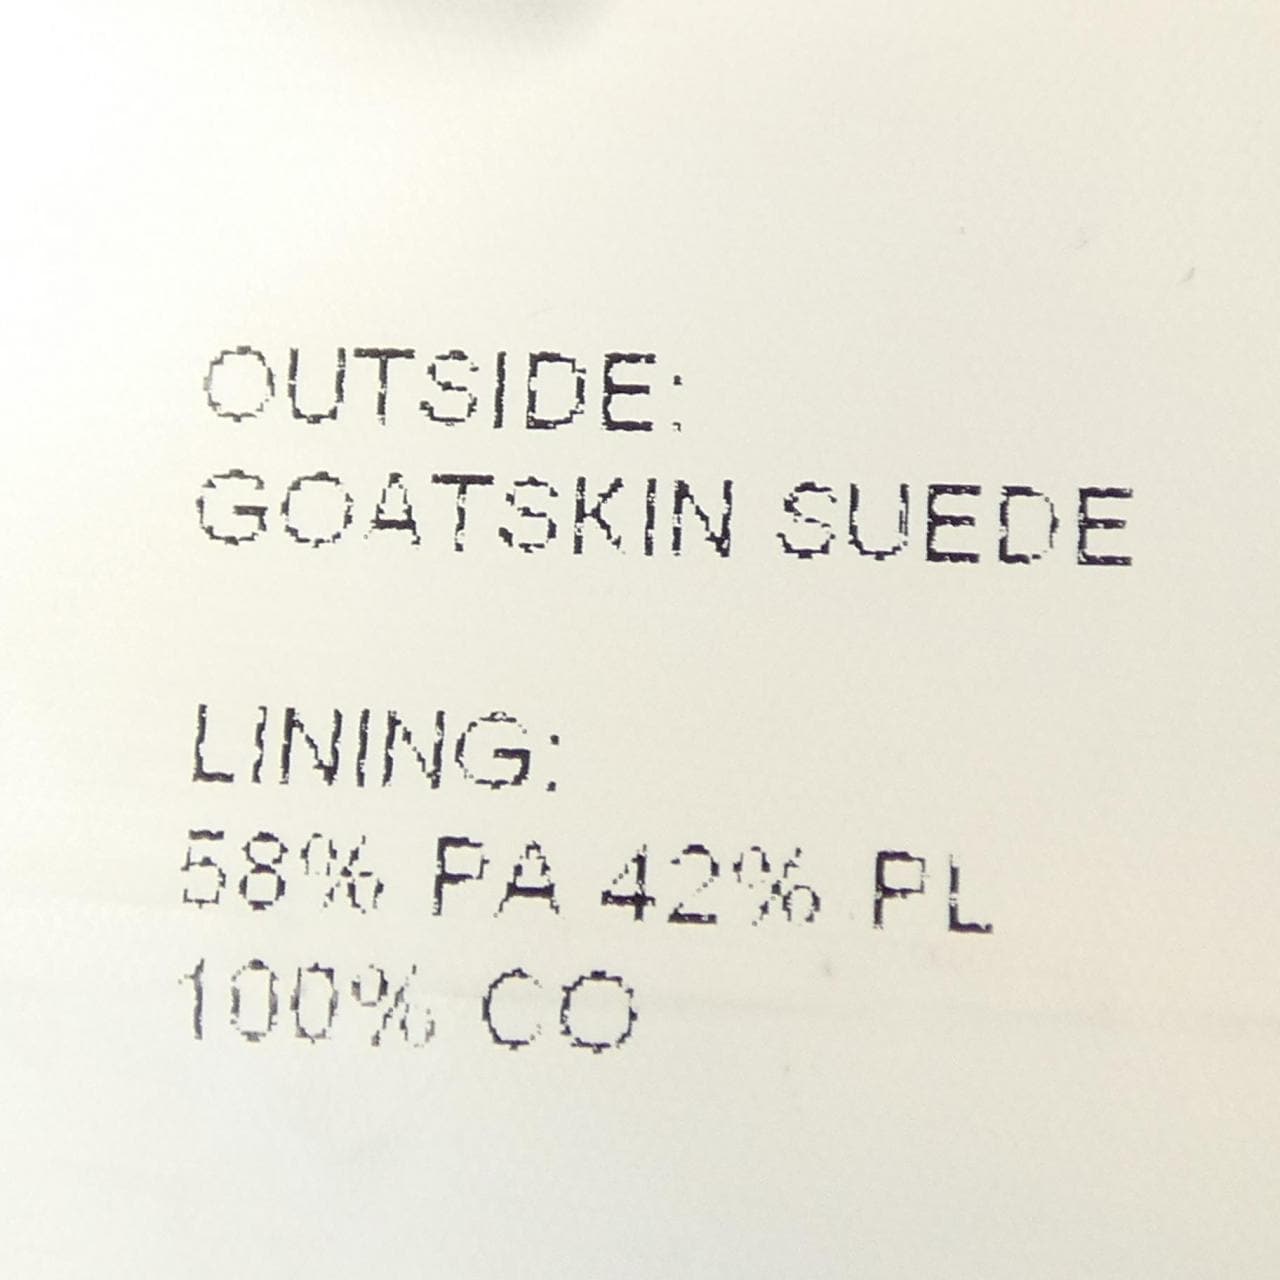 OUTSIDE:
GOATSKIN SUEDE
LINING:
58% PA 42% PL
100% CO